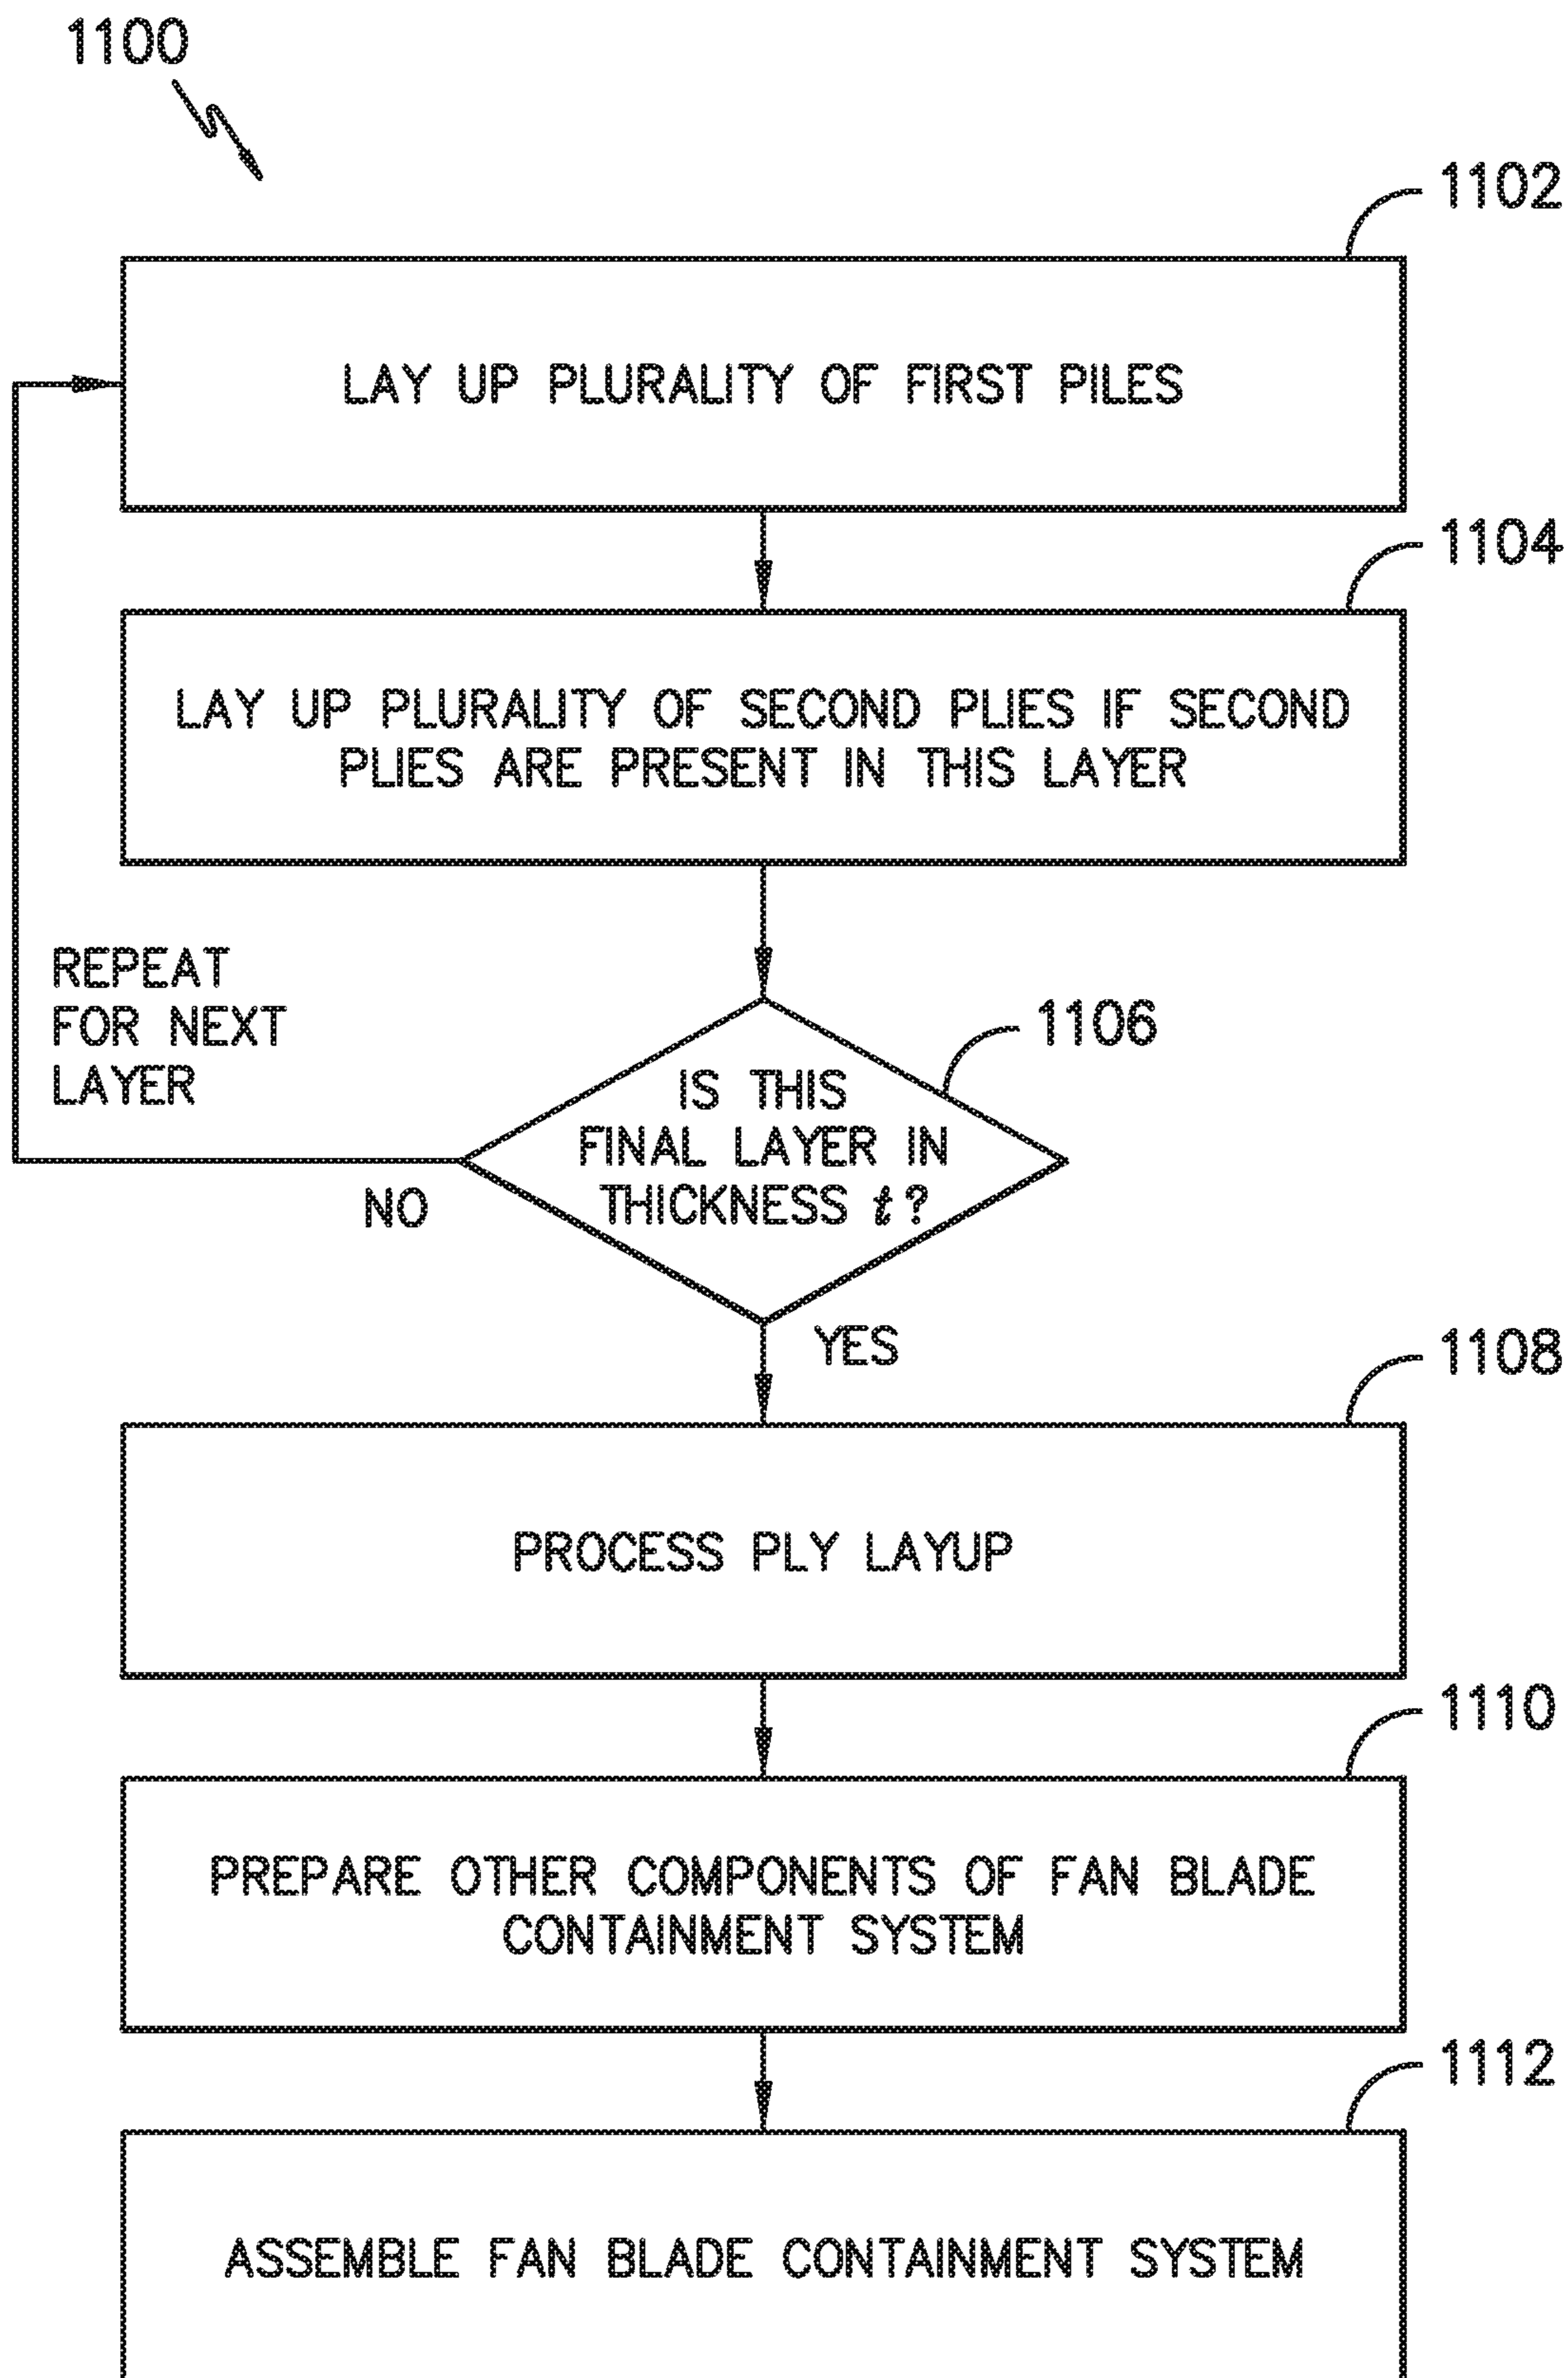 1100
1102
LAY UP PLURALITY OF FIRST PILES
1104
LAY UP PLURALITY OF SECOND PLIES IF SECOND
PLIES ARE PRESENT IN THIS LAYER
REPEAT
FOR NEXT
LAYER
1106
IS THIS
FINAL LAYER IN
THICKNESS t?
NO
YES
1108
PROCESS PLY LAYUP
1110
PREPARE OTHER COMPONENTS OF FAN BLADE
CONTAINMENT SYSTEM
1112
ASSEMBLE FAN BLADE CONTAINMENT SYSTEM